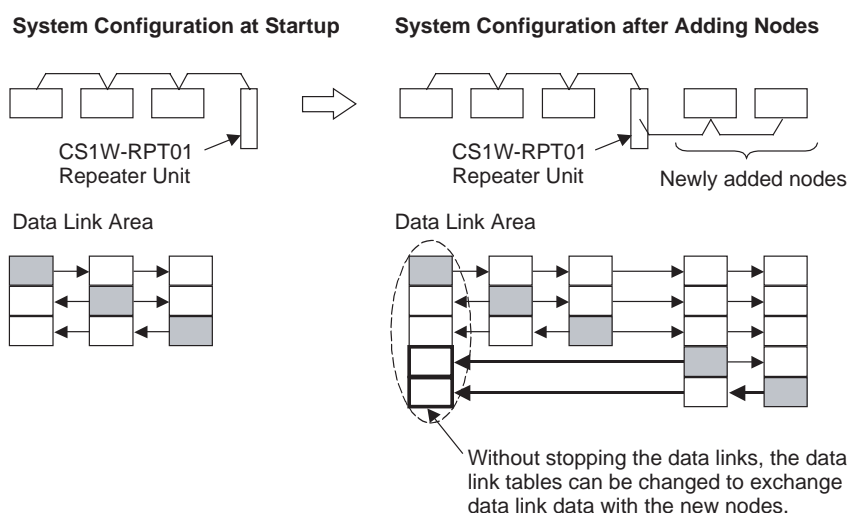 System Configuration at Startup
System Configuration after Adding Nodes
CS1W-RPT01
Repeater Unit
CS1W-RPT01
Repeater Unit
Newly added nodes
Data Link Area
Data Link Area
Without stopping the data links, the data
link tables can be changed to exchange
data link data with the new nodes.